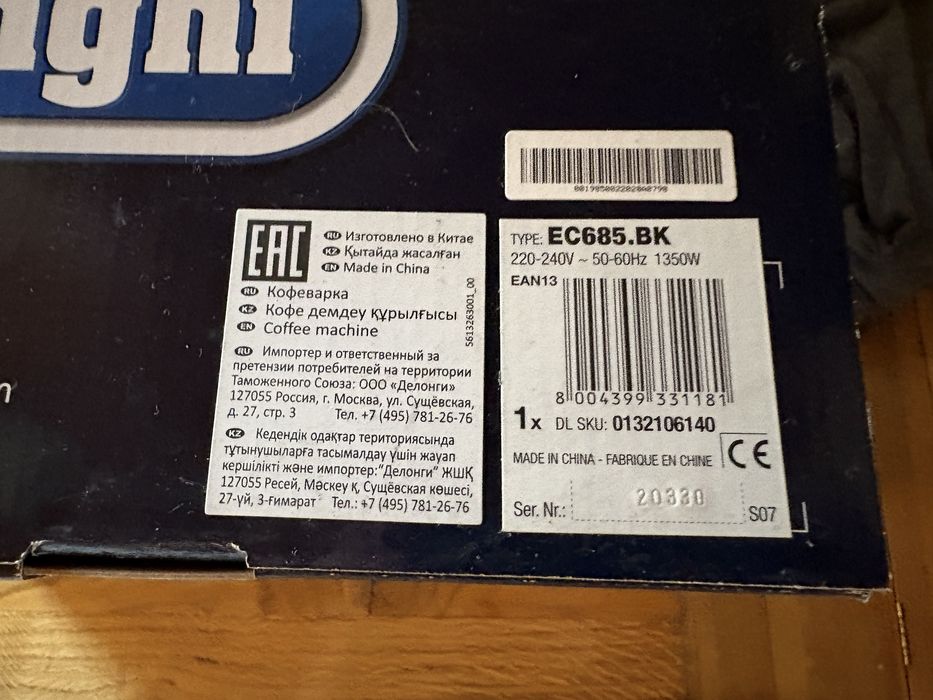 ghi
EAC
RU Изготовлено в Китае
KZ Қытайда жасалған
EN Made in China
RU Кофеварка
KZ Кофе демдеу құрылғысы
EN Coffee machine
5613263001_00
RU Импортер и ответственный за
претензии потребителей на территории
Таможенного Союза: ООО «Делонги»
127055 Россия, г. Москва, ул. Сущёвская,
д. 27, стр. 3 Тел. +7 (495) 781-26-76
KZ Кедендік одақтар териториясында
тұтынушыларға тасымалдау үшін жауап
кершілікті және импортер:"Делонги" ЖШҚ
127055 Ресей, Мәскеу қ, Сущёвская көшесі,
27-үй, 3-ғимарат Тел.: +7 (495) 781-26-76
TYPE: EC685.BK
220-240V ~ 50-60Hz 1350W
EAN13
8 004399 331181
1x DL SKU: 0132106140
MADE IN CHINA - FABRIQUE EN CHINE CE
Ser. Nr.: 20330 S07